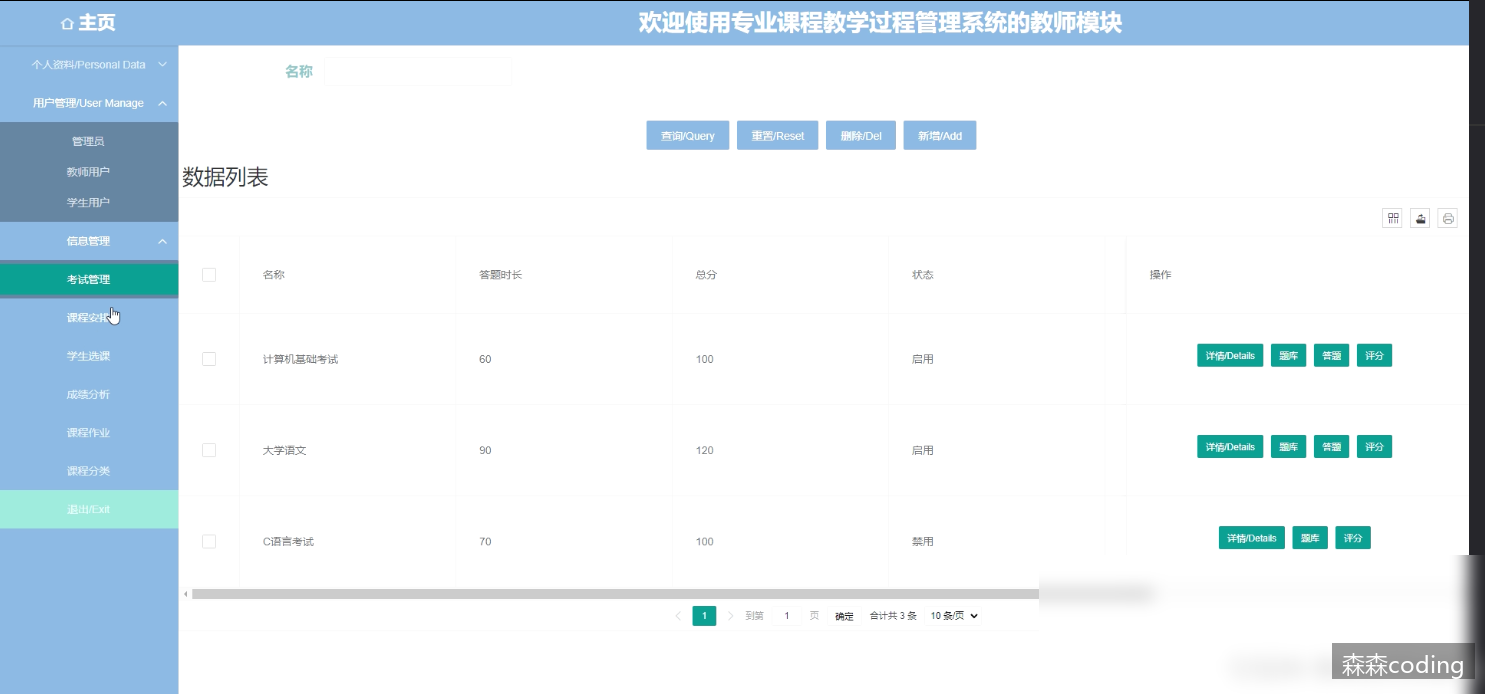 主页
欢迎使用专业课程教学过程管理系统的教师模块
个人资料/Personal Data
用户管理/User Manage
管理员
教师用户
学生用户
信息管理
考试管理
课程安排
学生选课
成绩分析
课程作业
课程分类
退出/Exit
名称
查询/Query 重置/Reset 删除/Del 新增/Add
数据列表
名称 答题时长 总分 状态 操作
计算机基础考试 60 100 启用 详情/Details 题库 答题 评分
大学语文 90 120 启用 详情/Details 题库 答题 评分
C语言考试 70 100 禁用 详情/Details 题库 评分
1 到第 1 页 确定 合计共 3 条 10 条/页
森森coding